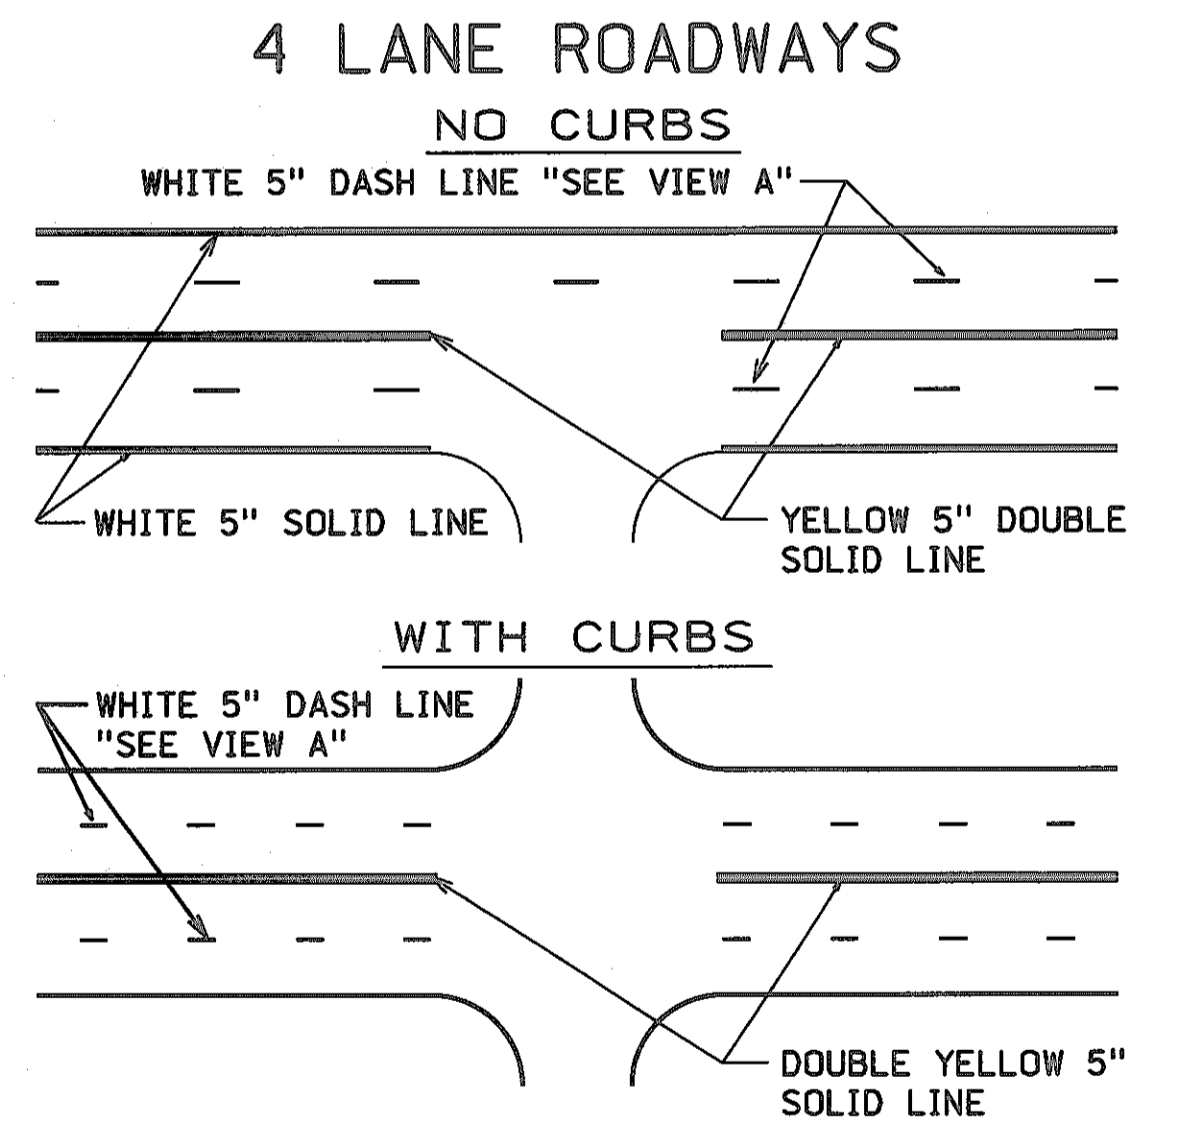 4 LANE ROADWAYS
NO CURBS
WHITE 5" DASH LINE "SEE VIEW A"
WHITE 5" SOLID LINE
YELLOW 5" DOUBLE
SOLID LINE
WITH CURBS
WHITE 5" DASH LINE
"SEE VIEW A"
DOUBLE YELLOW 5"
SOLID LINE